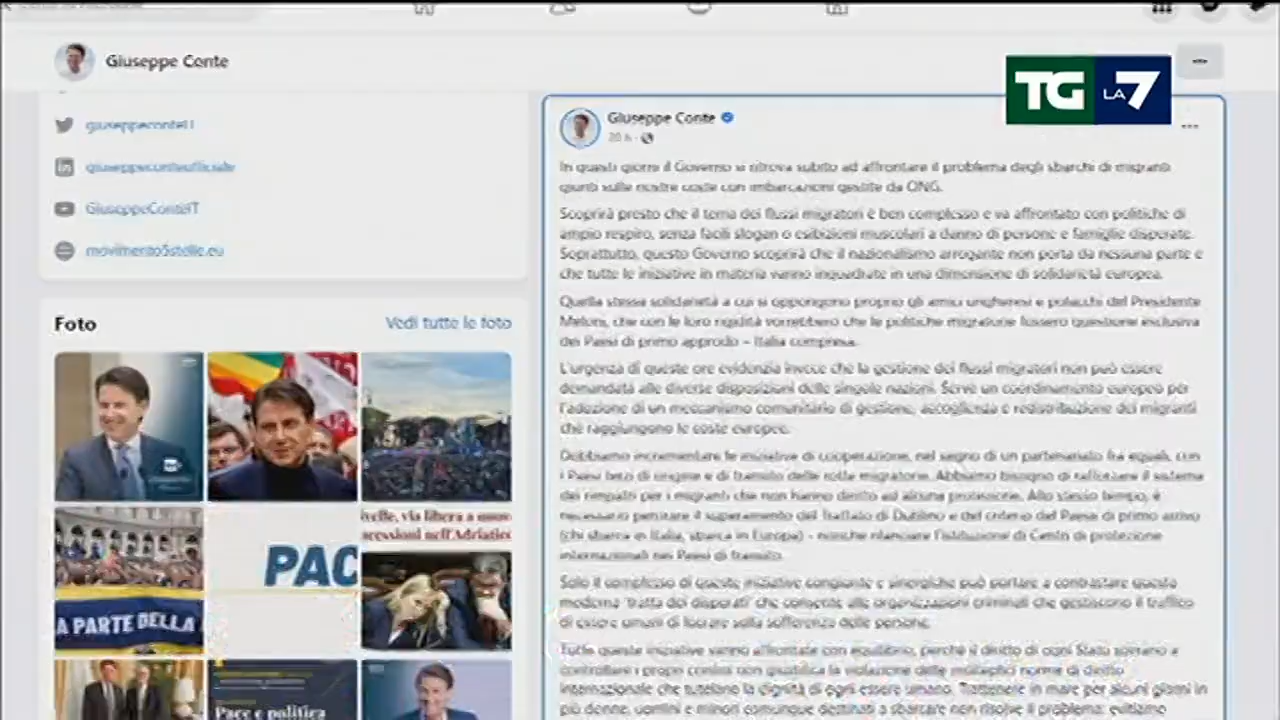 Giuseppe Conte
TG LA 7
giuseppeconteIT
giuseppeconteufficiale
GiuseppeConteIT
movimento5stelle.eu
Foto
Vedi tutte le foto
PAC
ivelle, via libera a nuov
ncessioni nell'Adriatico
A PARTE DELLA
Pace e politica
Giuseppe Conte
20 h
In questi giorni il Governo si ritrova subito ad affrontare il problema degli sbarchi di migranti
giunti sulle nostre coste con imbarcazioni gestite da ONG.
Scoprirà presto che il tema dei flussi migratori è ben complesso e va affrontato con politiche di
ampio respiro, senza facili slogan o esibizioni muscolari a danno di persone e famiglie disperate.
Soprattutto, questo Governo scoprirà che il nazionalismo arrogante non porta da nessuna parte e
che tutte le iniziative in materia vanno inquadrate in una dimensione di solidarietà europea.
Quella stessa solidarietà a cui si oppongono proprio gli amici ungheresi e polacchi del Presidente
Meloni, che con le loro rigidità vorrebbero che le politiche migratorie fossero questione esclusiva
dei Paesi di primo approdo – Italia compresa.
L'urgenza di queste ore evidenzia invece che la gestione dei flussi migratori non può essere
demandata alle diverse disposizioni delle singole nazioni. Serve un coordinamento europeo per
l'adozione di un meccanismo comunitario di gestione, accoglienza e redistribuzione dei migranti
che raggiungono le coste europee.
Dobbiamo incrementare le iniziative di cooperazione, nel segno di un partenariato fra eguali, con
i Paesi terzi di origine e di transito delle rotte migratorie. Abbiamo bisogno di rafforzare il sistema
dei rimpatri per i migranti che non hanno diritto ad alcuna protezione. Allo stesso tempo, è
necessario perseguire il superamento del Trattato di Dublino e del criterio del Paese di primo arrivo
(chi sbarca in Italia, sbarca in Europa) - nonché rilanciare l'istituzione di Centri di protezione
internazionali nei Paesi di transito.
Solo il complesso di queste iniziative congiunte e sinergiche può portare a contrastare questa
moderna "tratta dei disperati" che consente alle organizzazioni criminali che gestiscono il traffico
di essere umani di lucrare sulla sofferenza delle persone.
Tutte queste iniziative vanno affrontate con equilibrio, perché il diritto di ogni Stato sovrano a
controllare i propri confini non giustifica la violazione delle molteplici norme di diritto
internazionale che tutelano la dignità di ogni essere umano. Trattenere in mare per alcuni giorni in
più donne, uomini e minori comunque destinati a sbarcare non risolve il problema: evitiamo